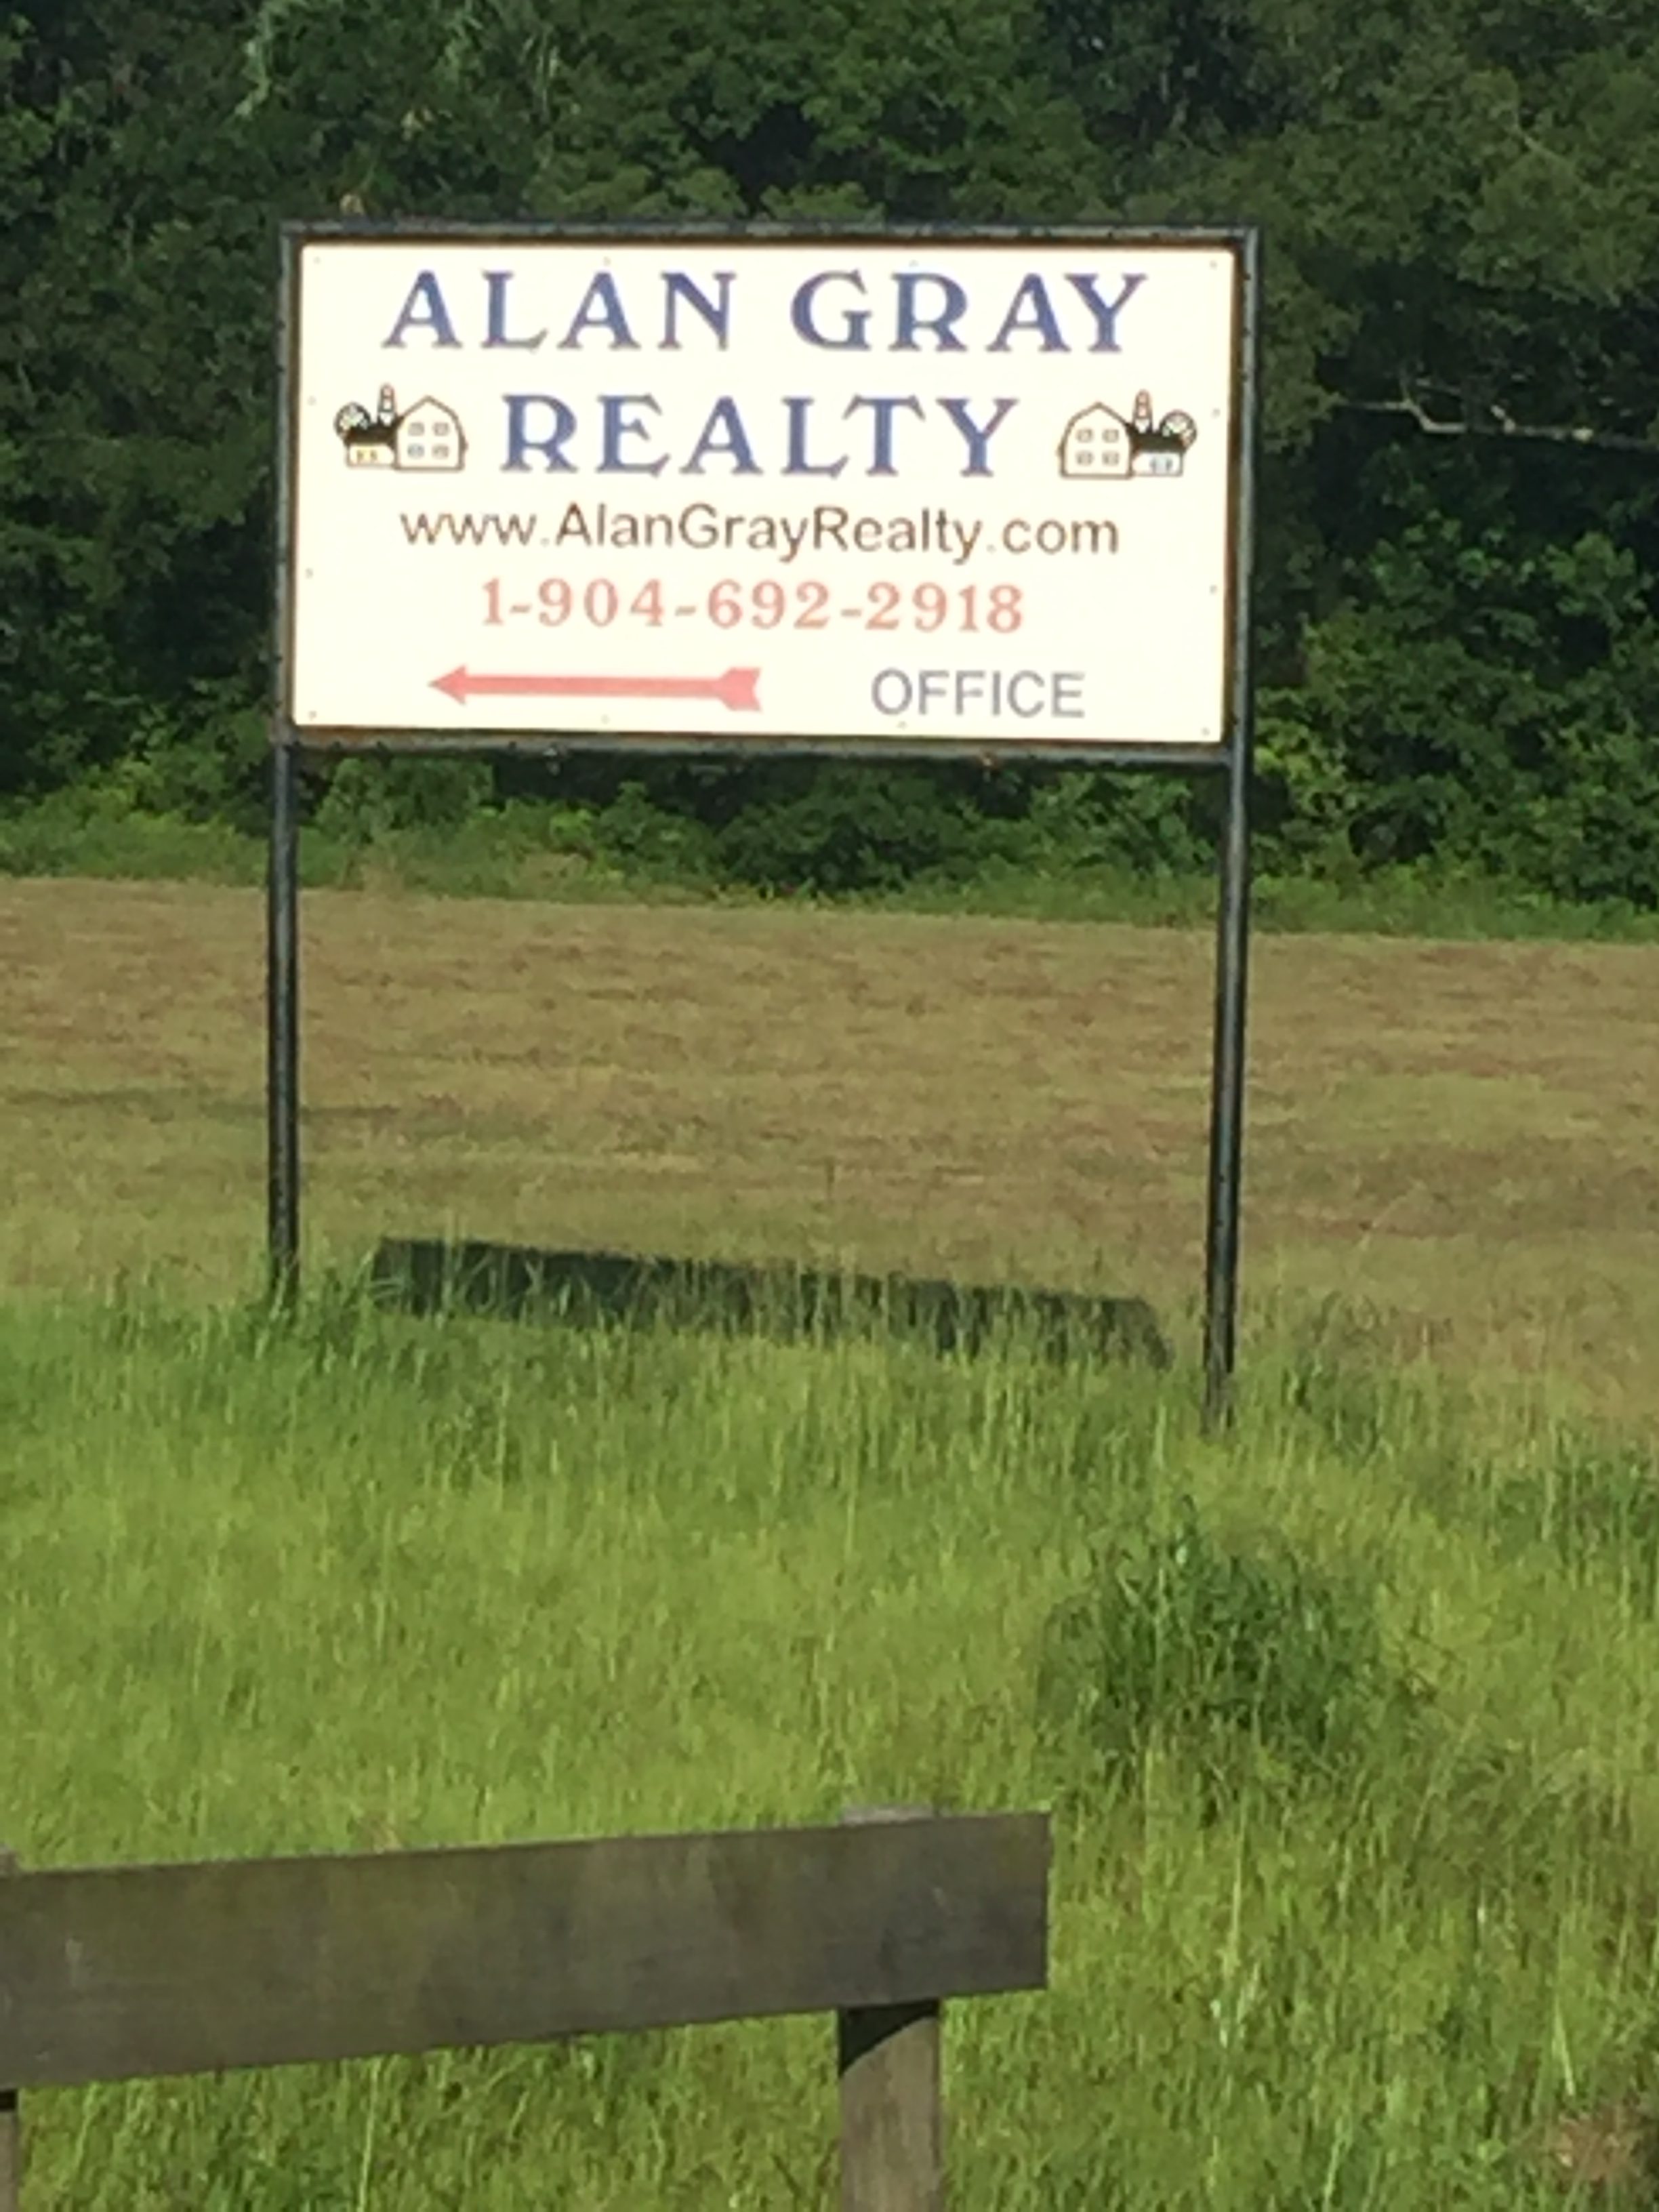 ALAN GRAY
REALTY
www.AlanGrayRealty.com
1-904-692-2918
OFFICE